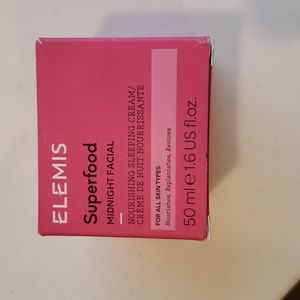 ELEMIS
Superfood
MIDNIGHT FACIAL
NOURISHING SLEEPING CREAM/
CRÈME DE NUIT NOURRISSANTE
FOR ALL SKIN TYPES
Nourishes, Replenishes, Revives
50 ml e 1.6 US fl.oz.